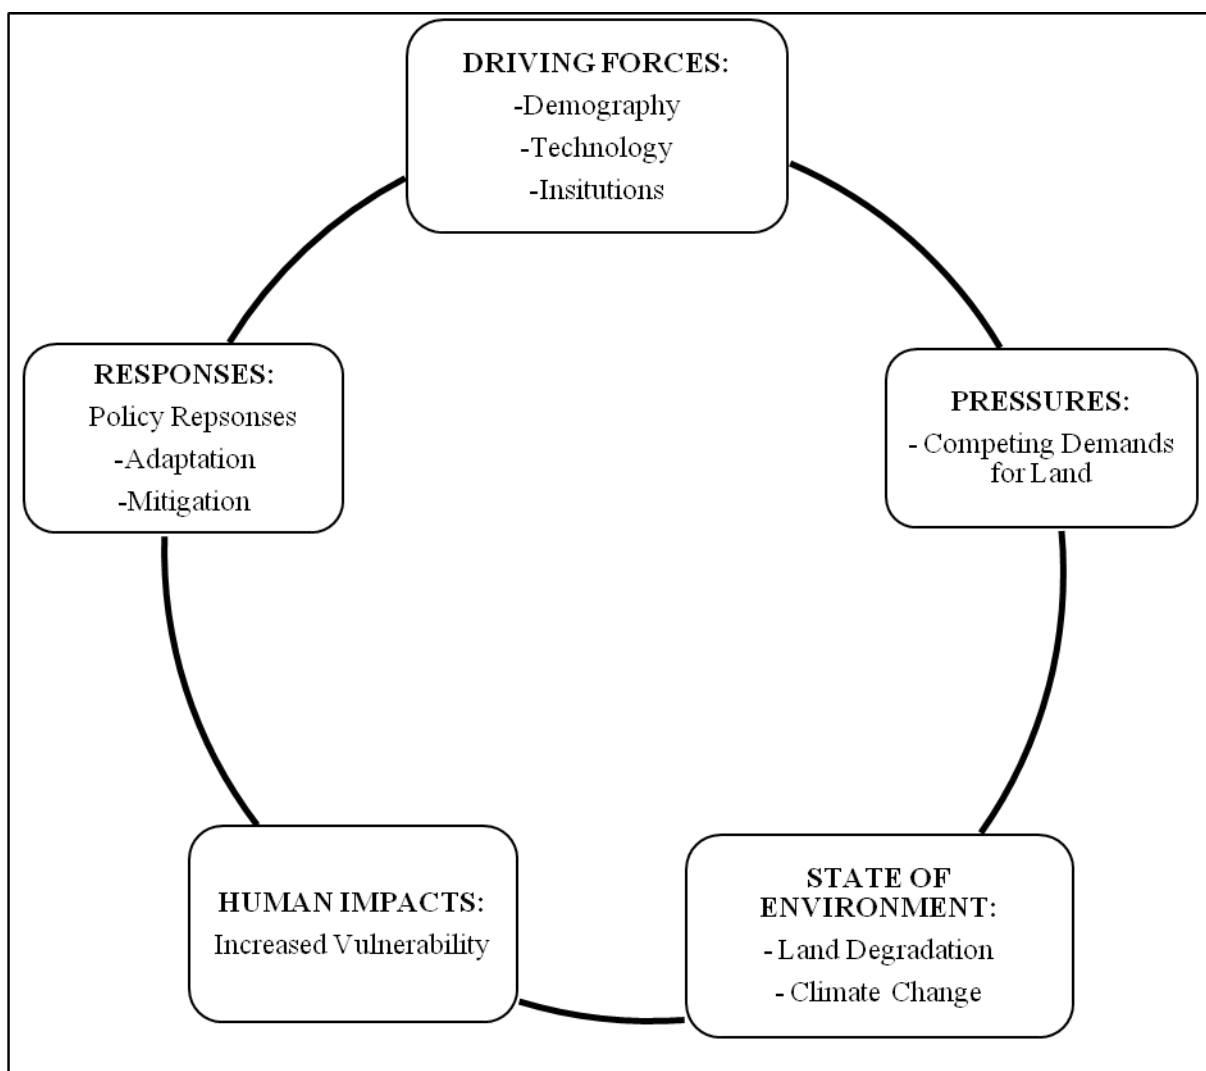 DRIVING FORCES:
-Demography
-Technology
-Insitutions
RESPONSES:
Policy Repsonses
-Adaptation
-Mitigation
PRESSURES:
- Competing Demands
for Land
HUMAN IMPACTS:
Increased Vulnerability
STATE OF
ENVIRONMENT:
- Land Degradation
- Climate Change